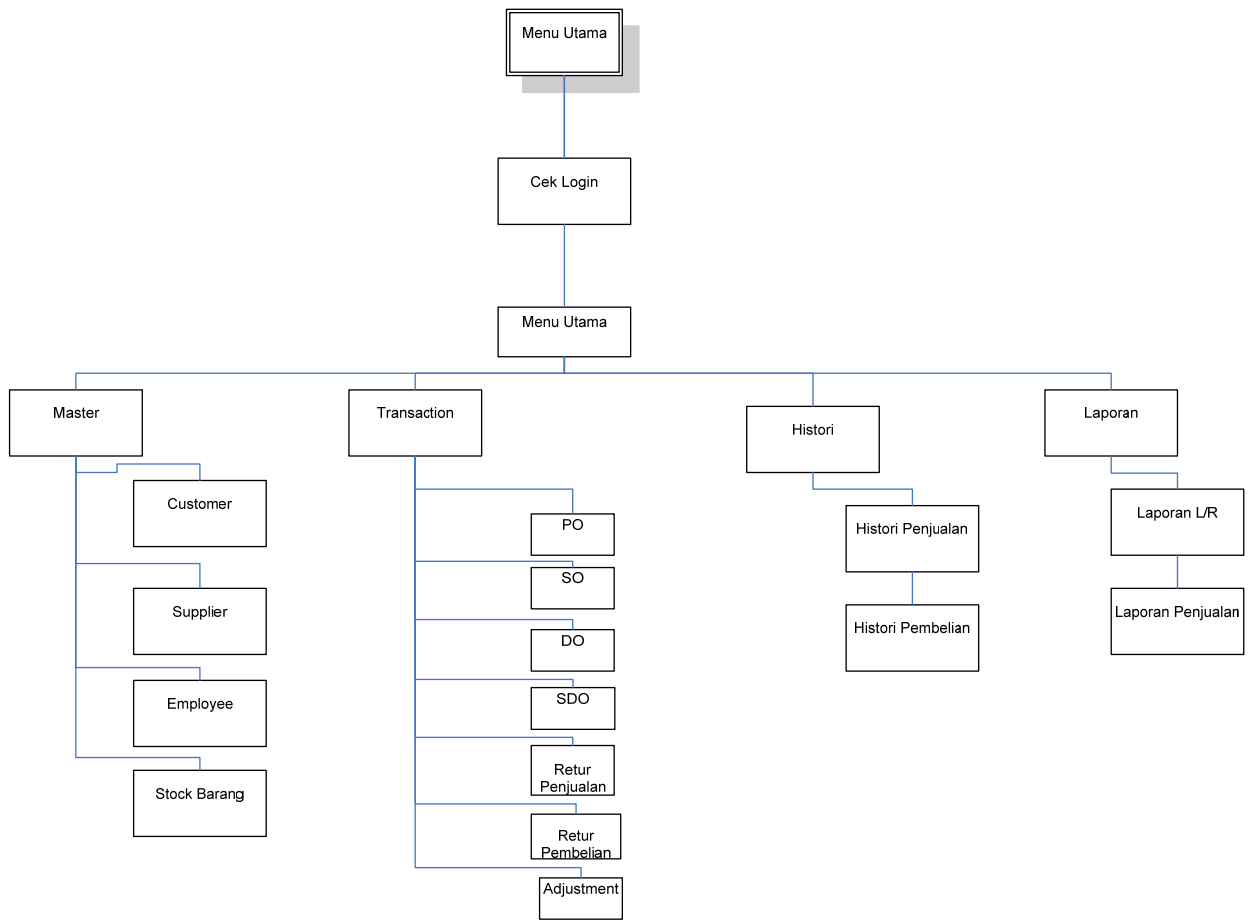 Menu Utama
Cek Login
Menu Utama
Master
Transaction
Histori
Laporan
Customer
Supplier
Employee
Stock Barang
PO
SO
DO
SDO
Retur
Penjualan
Retur
Pembelian
Adjustment
Histori Penjualan
Histori Pembelian
Laporan L/R
Laporan Penjualan